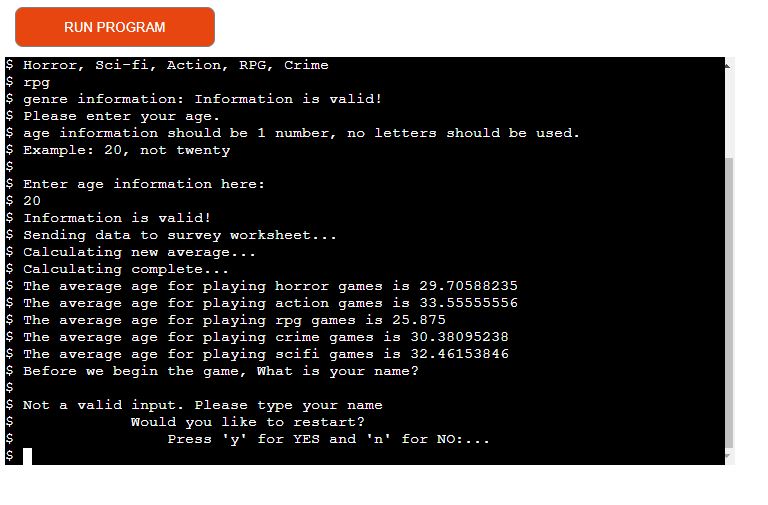 RUN PROGRAM
$ Horror, Sci-fi, Action, RPG, Crime
$ rpg
$ genre information: Information is valid!
$ Please enter your age.
$ age information should be 1 number, no letters should be used.
$ Example: 20, not twenty
$
$ Enter age information here:
$ 20
$ Information is valid!
$ Sending data to survey worksheet...
$ Calculating new average...
$ Calculating complete...
$ The average age for playing horror games is 29.70588235
$ The average age for playing action games is 33.55555556
$ The average age for playing rpg games is 25.875
$ The average age for playing crime games is 30.38095238
$ The average age for playing scifi games is 32.46153846
$ Before we begin the game, What is your name?
$
$ Not a valid input. Please type your name
$             Would you like to restart?
$                 Press 'y' for YES and 'n' for NO:...
$